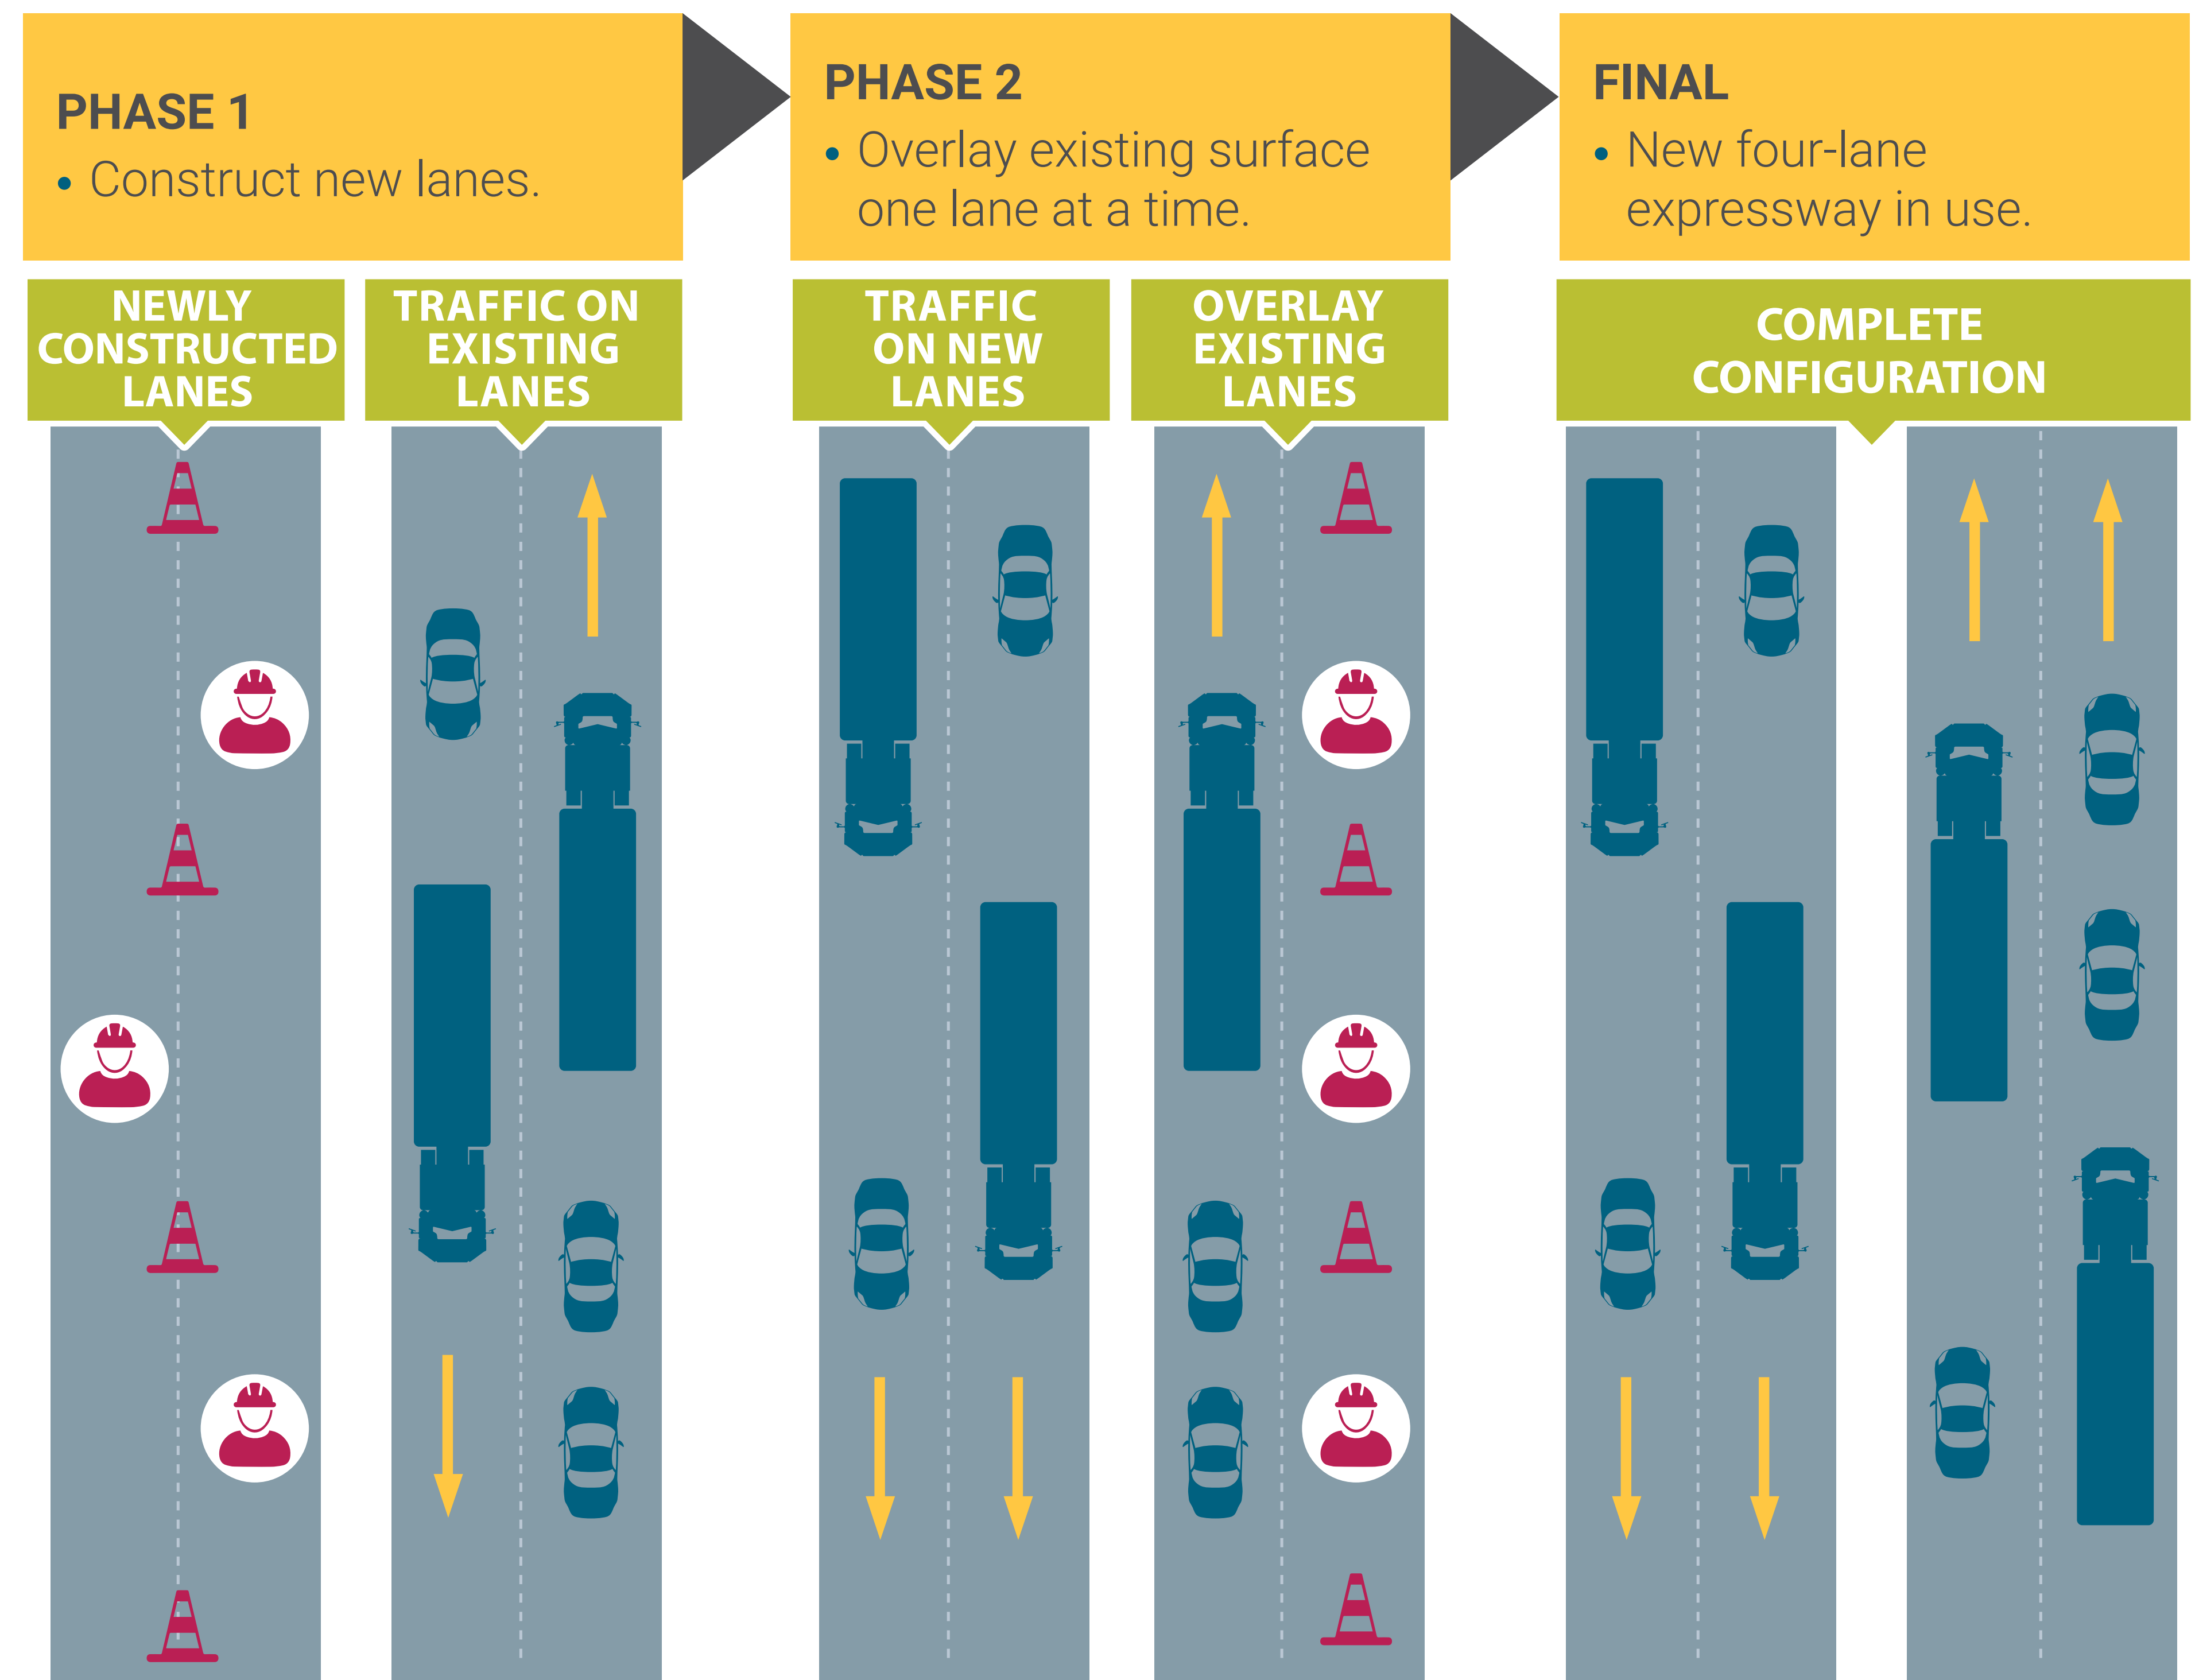 PHASE 1
• Construct new lanes.
PHASE 2
• Overlay existing surface
one lane at a time.
FINAL
• New four-lane
expressway in use.
NEWLY
CONSTRUCTED
LANES
TRAFFIC ON
EXISTING
LANES
TRAFFIC
ON NEW
LANES
OVERLAY
EXISTING
LANES
COMPLETE
CONFIGURATION